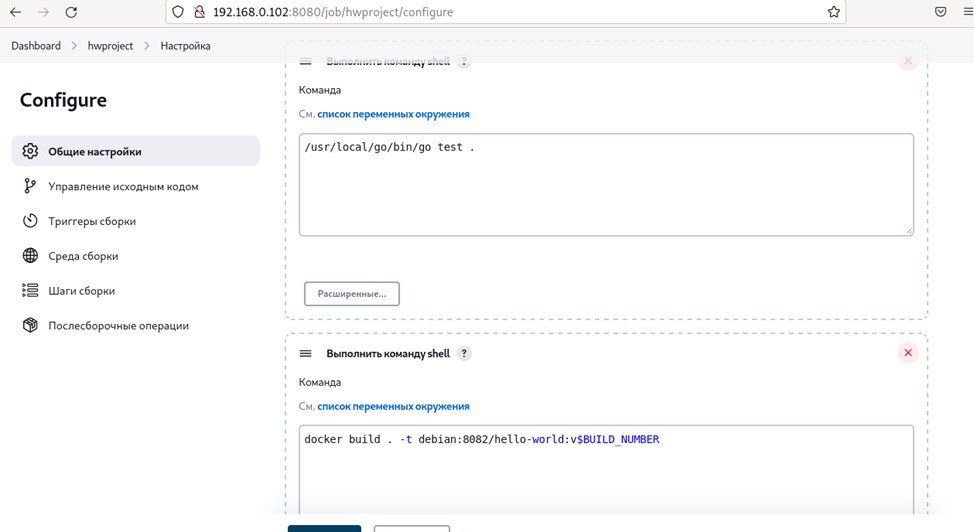 192.168.0.102:8080/job/hwproject/configure
Dashboard > hwproject > Настройка
Configure
Общие настройки
Управление исходным кодом
Триггеры сборки
Среда сборки
Шаги сборки
Послесборочные операции
Выполнить команду shell ?
Команда
См. список переменных окружения
/usr/local/go/bin/go test .
Расширенные...
Выполнить команду shell ?
Команда
См. список переменных окружения
docker build . -t debian:8082/hello-world:v$BUILD_NUMBER